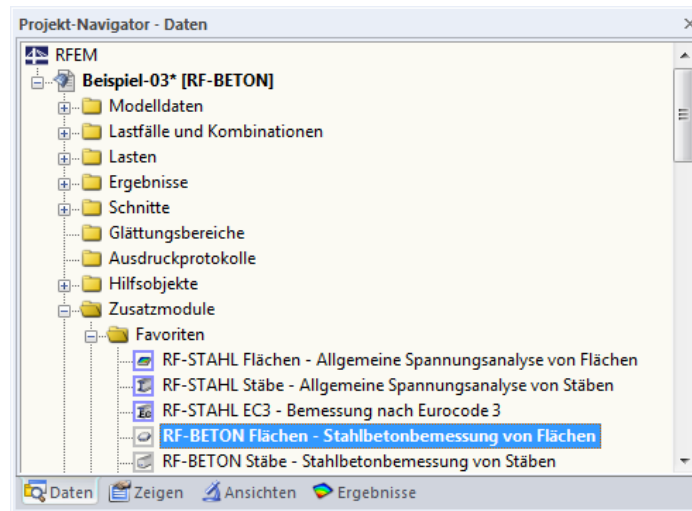 Projekt-Navigator - Daten
RFEM
Beispiel-03* [RF-BETON]
Modelldaten
Lastfälle und Kombinationen
Lasten
Ergebnisse
Schnitte
Glättungsbereiche
Ausdruckprotokolle
Hilfsobjekte
Zusatzmodule
Favoriten
RF-STAHL Flächen - Allgemeine Spannungsanalyse von Flächen
RF-STAHL Stäbe - Allgemeine Spannungsanalyse von Stäben
RF-STAHL EC3 - Bemessung nach Eurocode 3
RF-BETON Flächen - Stahlbetonbemessung von Flächen
RF-BETON Stäbe - Stahlbetonbemessung von Stäben
Daten Zeigen Ansichten Ergebnisse